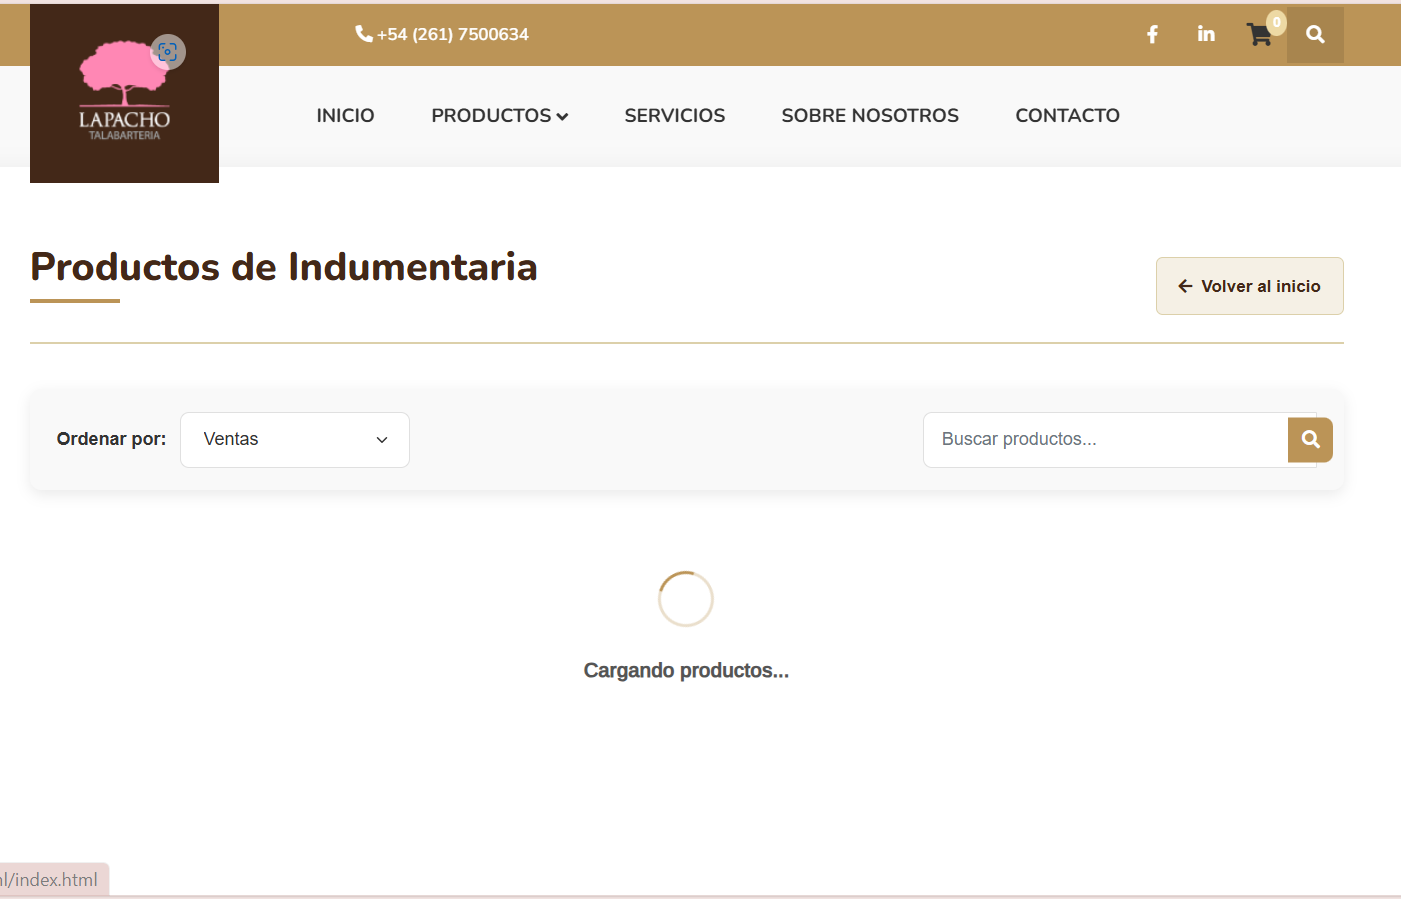 +54 (261) 7500634
0
LAPACHO
TALABARTERIA
INICIO
PRODUCTOS
SERVICIOS
SOBRE NOSOTROS
CONTACTO
Productos de Indumentaria
Volver al inicio
Ordenar por:
Ventas
Buscar productos...
Cargando productos...
l/index.html